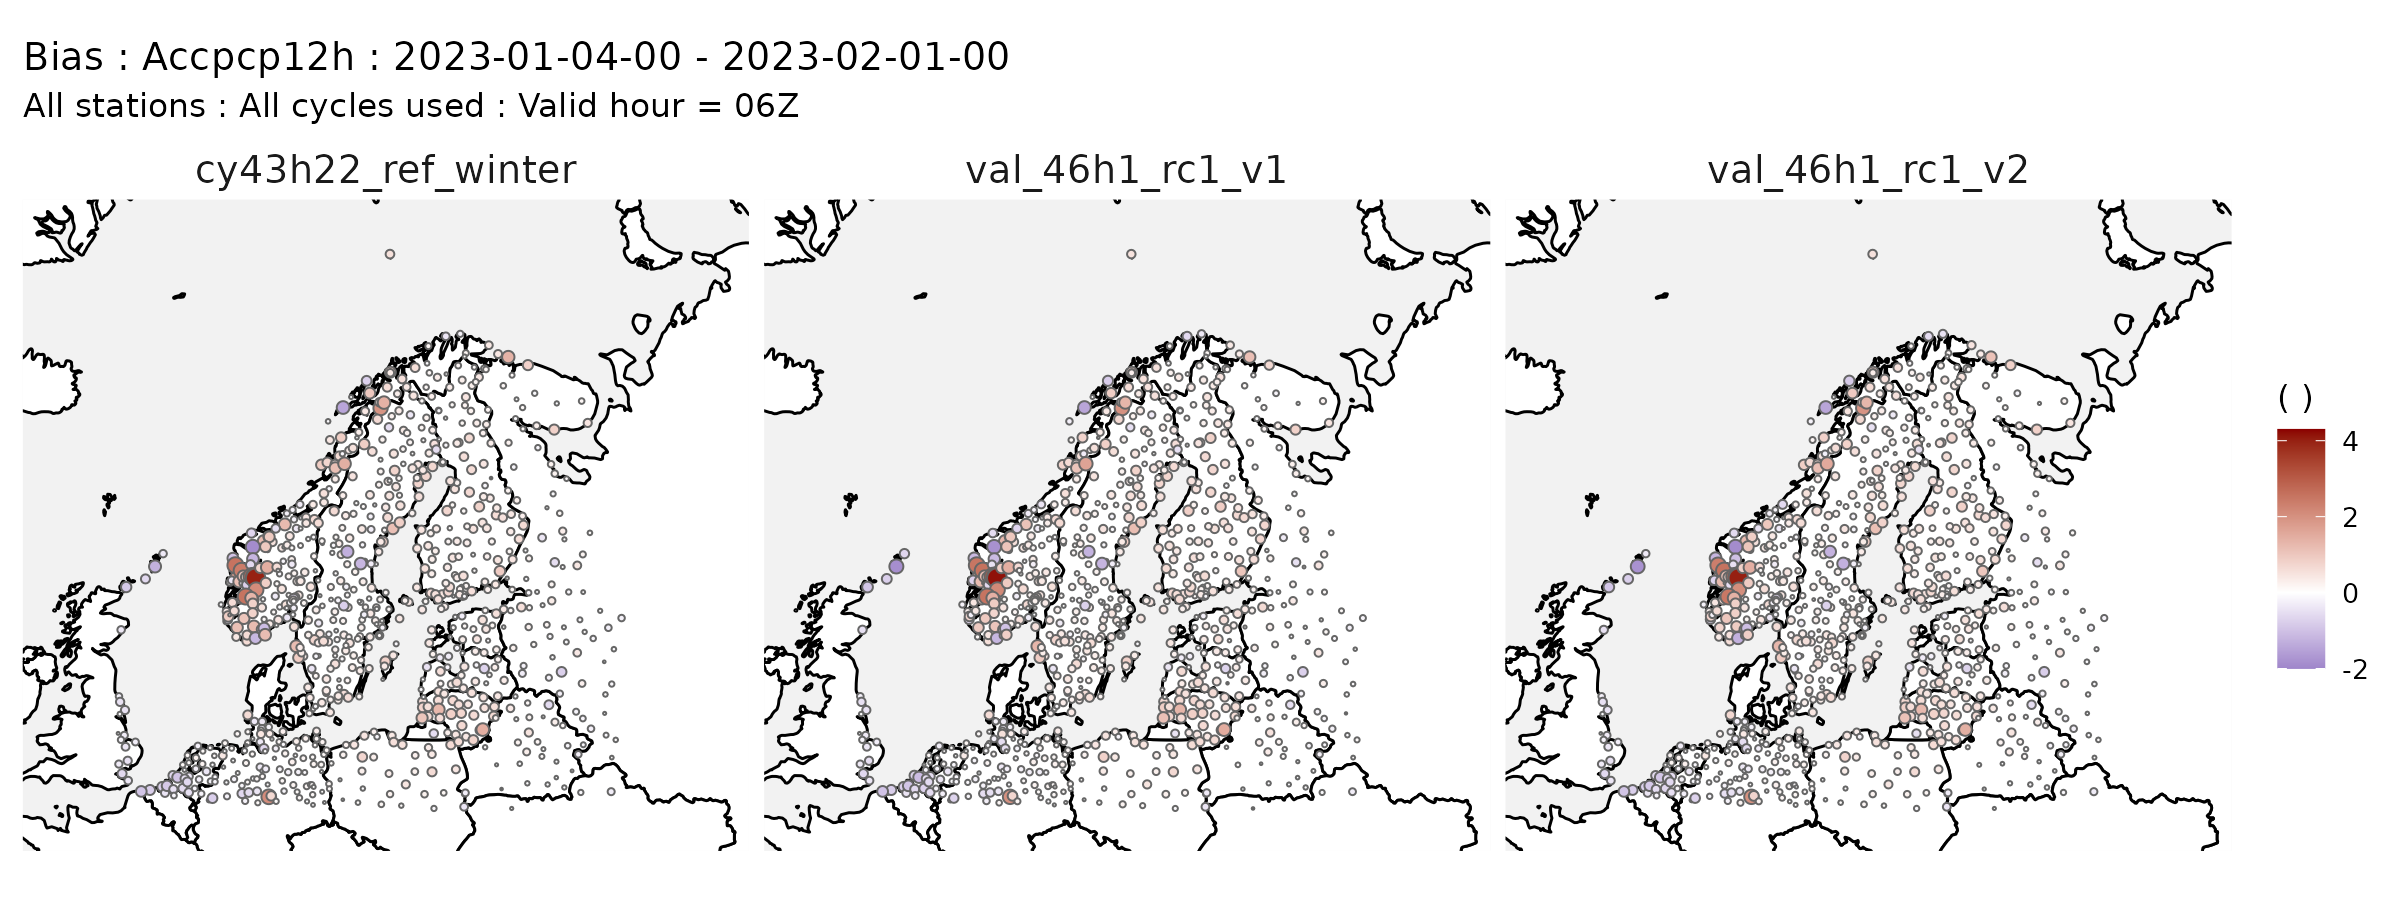 Bias : Accpcp12h : 2023-01-04-00 - 2023-02-01-00
All stations : All cycles used : Valid hour = 06Z
cy43h22_ref_winter
val_46h1_rc1_v1
val_46h1_rc1_v2
( )
4
2
0
-2